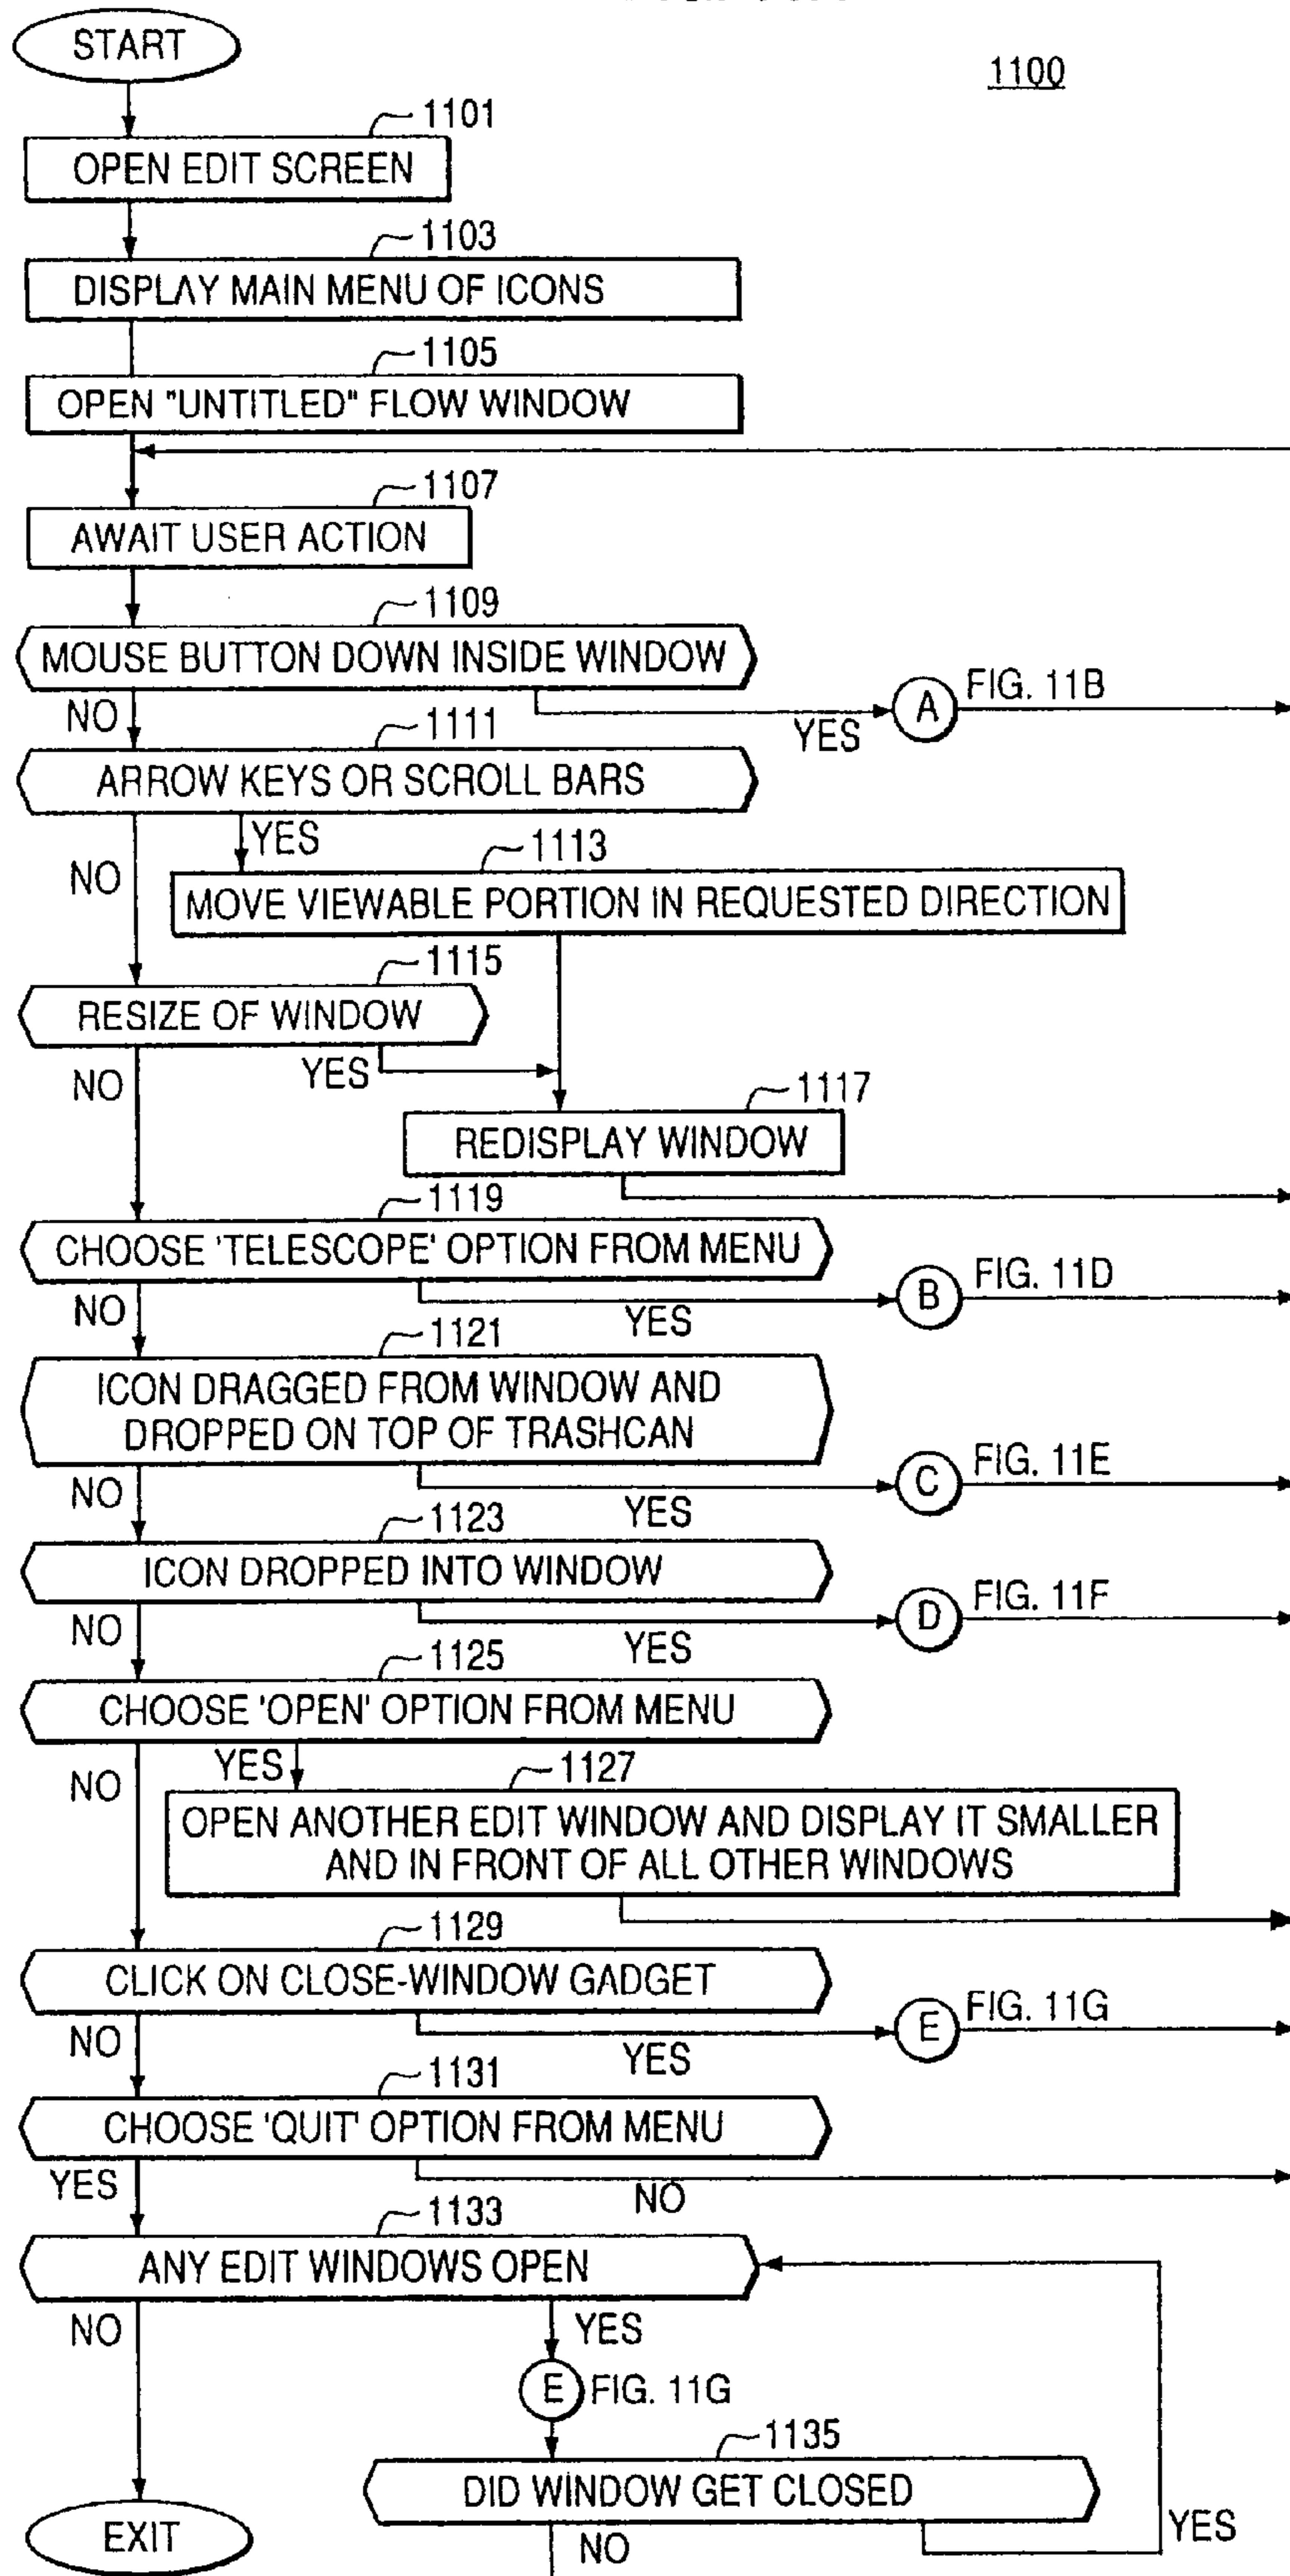 START
1100
1101
OPEN EDIT SCREEN
1103
DISPLAY MAIN MENU OF ICONS
1105
OPEN "UNTITLED" FLOW WINDOW
1107
AWAIT USER ACTION
1109
MOUSE BUTTON DOWN INSIDE WINDOW
NO
YES
A
FIG. 11B
1111
ARROW KEYS OR SCROLL BARS
YES
NO
1113
MOVE VIEWABLE PORTION IN REQUESTED DIRECTION
1115
RESIZE OF WINDOW
YES
NO
1117
REDISPLAY WINDOW
1119
CHOOSE 'TELESCOPE' OPTION FROM MENU
NO
YES
B
FIG. 11D
1121
ICON DRAGGED FROM WINDOW AND
DROPPED ON TOP OF TRASHCAN
NO
YES
C
FIG. 11E
1123
ICON DROPPED INTO WINDOW
NO
YES
D
FIG. 11F
1125
CHOOSE 'OPEN' OPTION FROM MENU
YES
NO
1127
OPEN ANOTHER EDIT WINDOW AND DISPLAY IT SMALLER
AND IN FRONT OF ALL OTHER WINDOWS
1129
CLICK ON CLOSE-WINDOW GADGET
NO
YES
E
FIG. 11G
1131
CHOOSE 'QUIT' OPTION FROM MENU
YES
NO
1133
ANY EDIT WINDOWS OPEN
NO
YES
E
FIG. 11G
1135
DID WINDOW GET CLOSED
EXIT
NO
YES